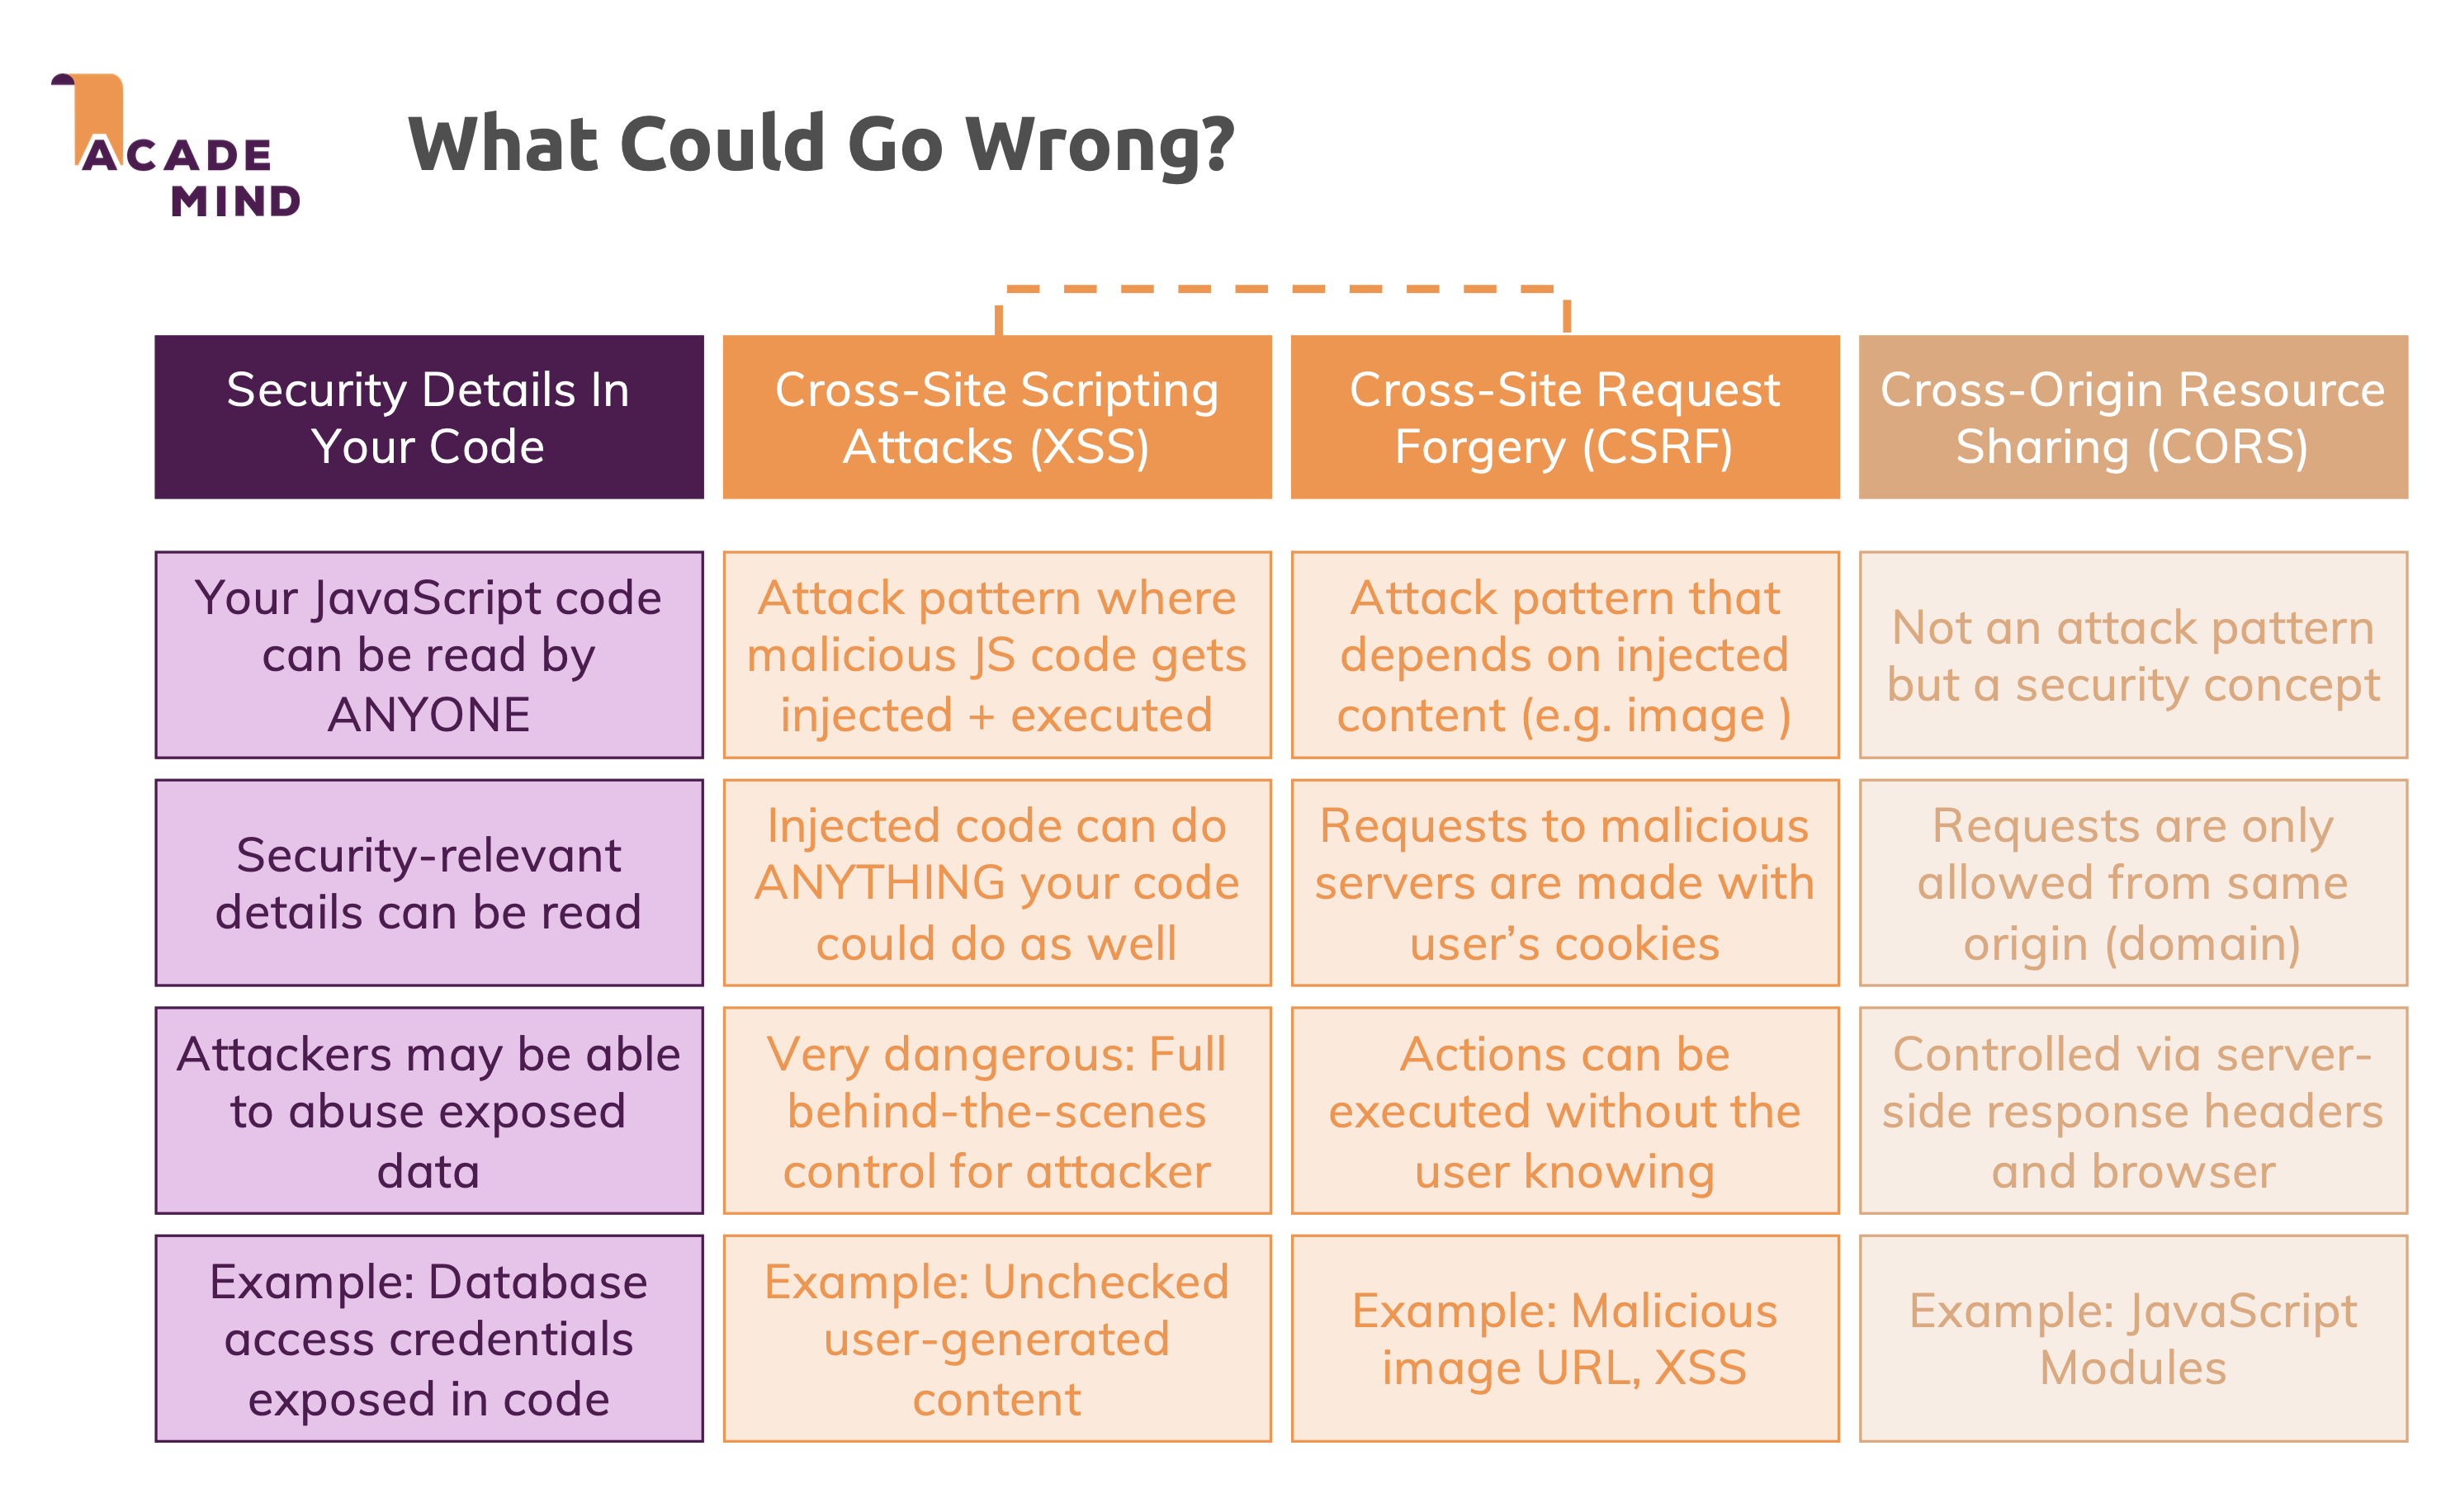 ACADE
MIND
What Could Go Wrong?
Security Details In
Your Code
Your JavaScript code
can be read by
ANYONE
Security-relevant
details can be read
Attackers may be able
to abuse exposed
data
Example: Database
access credentials
exposed in code
Cross-Site Scripting
Attacks (XSS)
Attack pattern where
malicious JS code gets
injected + executed
Injected code can do
ANYTHING your code
could do as well
Very dangerous: Full
behind-the-scenes
control for attacker
Example: Unchecked
user-generated
content
Cross-Site Request
Forgery (CSRF)
Attack pattern that
depends on injected
content (e.g. image )
Requests to malicious
servers are made with
user’s cookies
Actions can be
executed without the
user knowing
Example: Malicious
image URL, XSS
Cross-Origin Resource
Sharing (CORS)
Not an attack pattern
but a security concept
Requests are only
allowed from same
origin (domain)
Controlled via server-
side response headers
and browser
Example: JavaScript
Modules